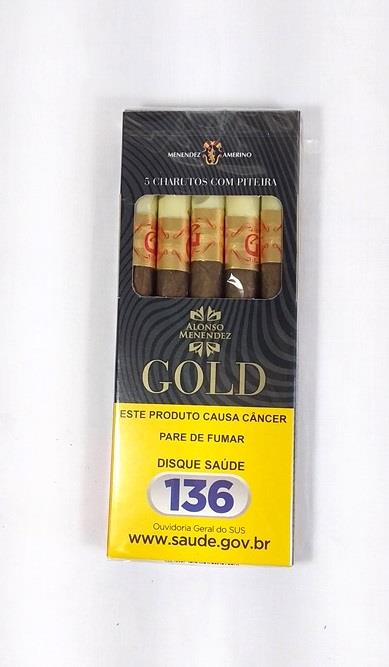 MENENDEZ AMERINO
5 CHARUTOS COM PITEIRA
G G G
ALONSO
MENENDEZ
GOLD
ESTE PRODUTO CAUSA CÂNCER
PARE DE FUMAR
DISQUE SAÚDE
136
Ouvidoria Geral do SUS
www.saude.gov.br